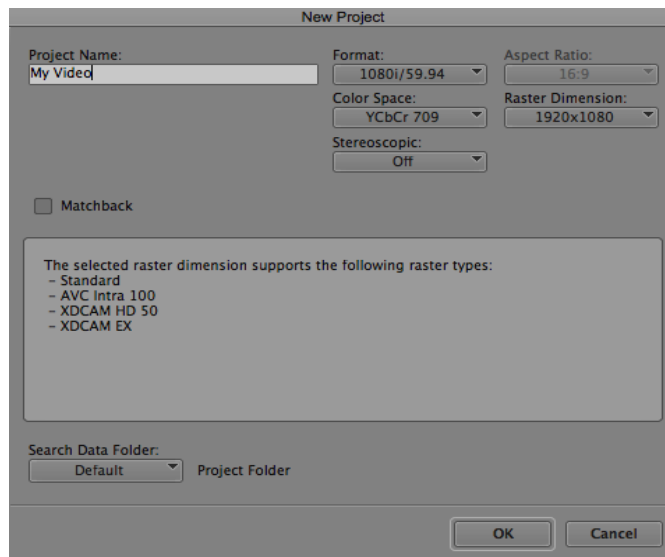 New Project
Project Name:
My Video
Format:
1080i/59.94
Aspect Ratio:
16:9
Color Space:
YCbCr 709
Raster Dimension:
1920x1080
Stereoscopic:
Off
Matchback
The selected raster dimension supports the following raster types:
– Standard
– AVC Intra 100
– XDCAM HD 50
– XDCAM EX
Search Data Folder:
Default
Project Folder
OK
Cancel